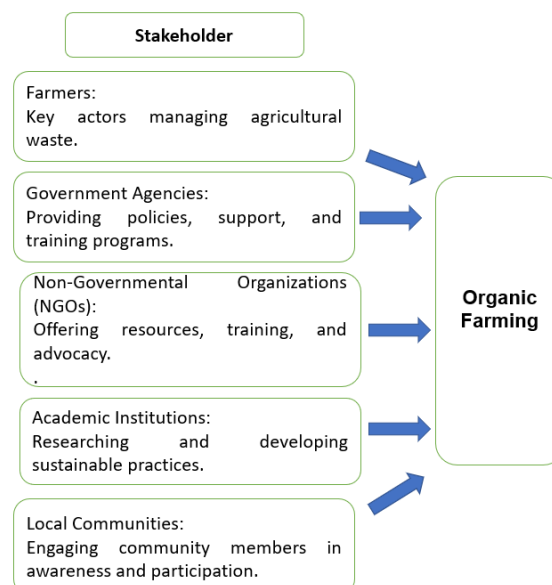 Stakeholder
Farmers:
Key actors managing agricultural
waste.
Government Agencies:
Providing policies, support, and
training programs.
Non-Governmental Organizations
(NGOs):
Offering resources, training, and
advocacy.
.
Academic Institutions:
Researching and developing
sustainable practices.
Local Communities:
Engaging community members in
awareness and participation.
Organic
Farming